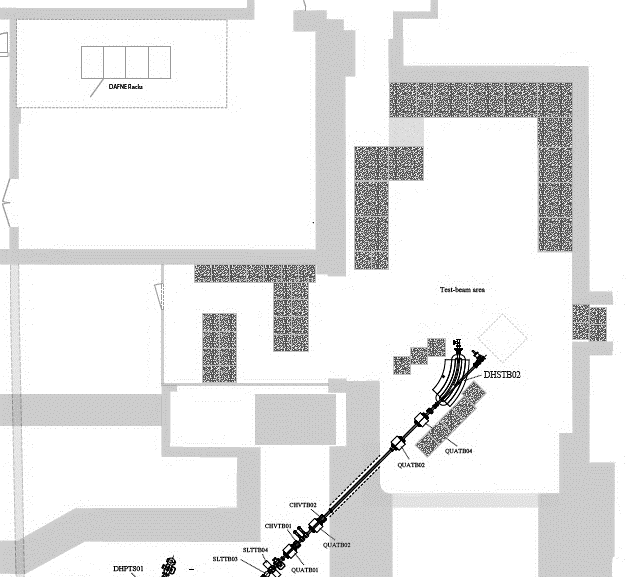 DAFNE Racks
Test-beam area
DHSTB02
QUATB04
QUATB02
CHVTB02
CHVTB01
QUATB02
SLTTB04
SLTTB03
QUATB01
DHPTS01